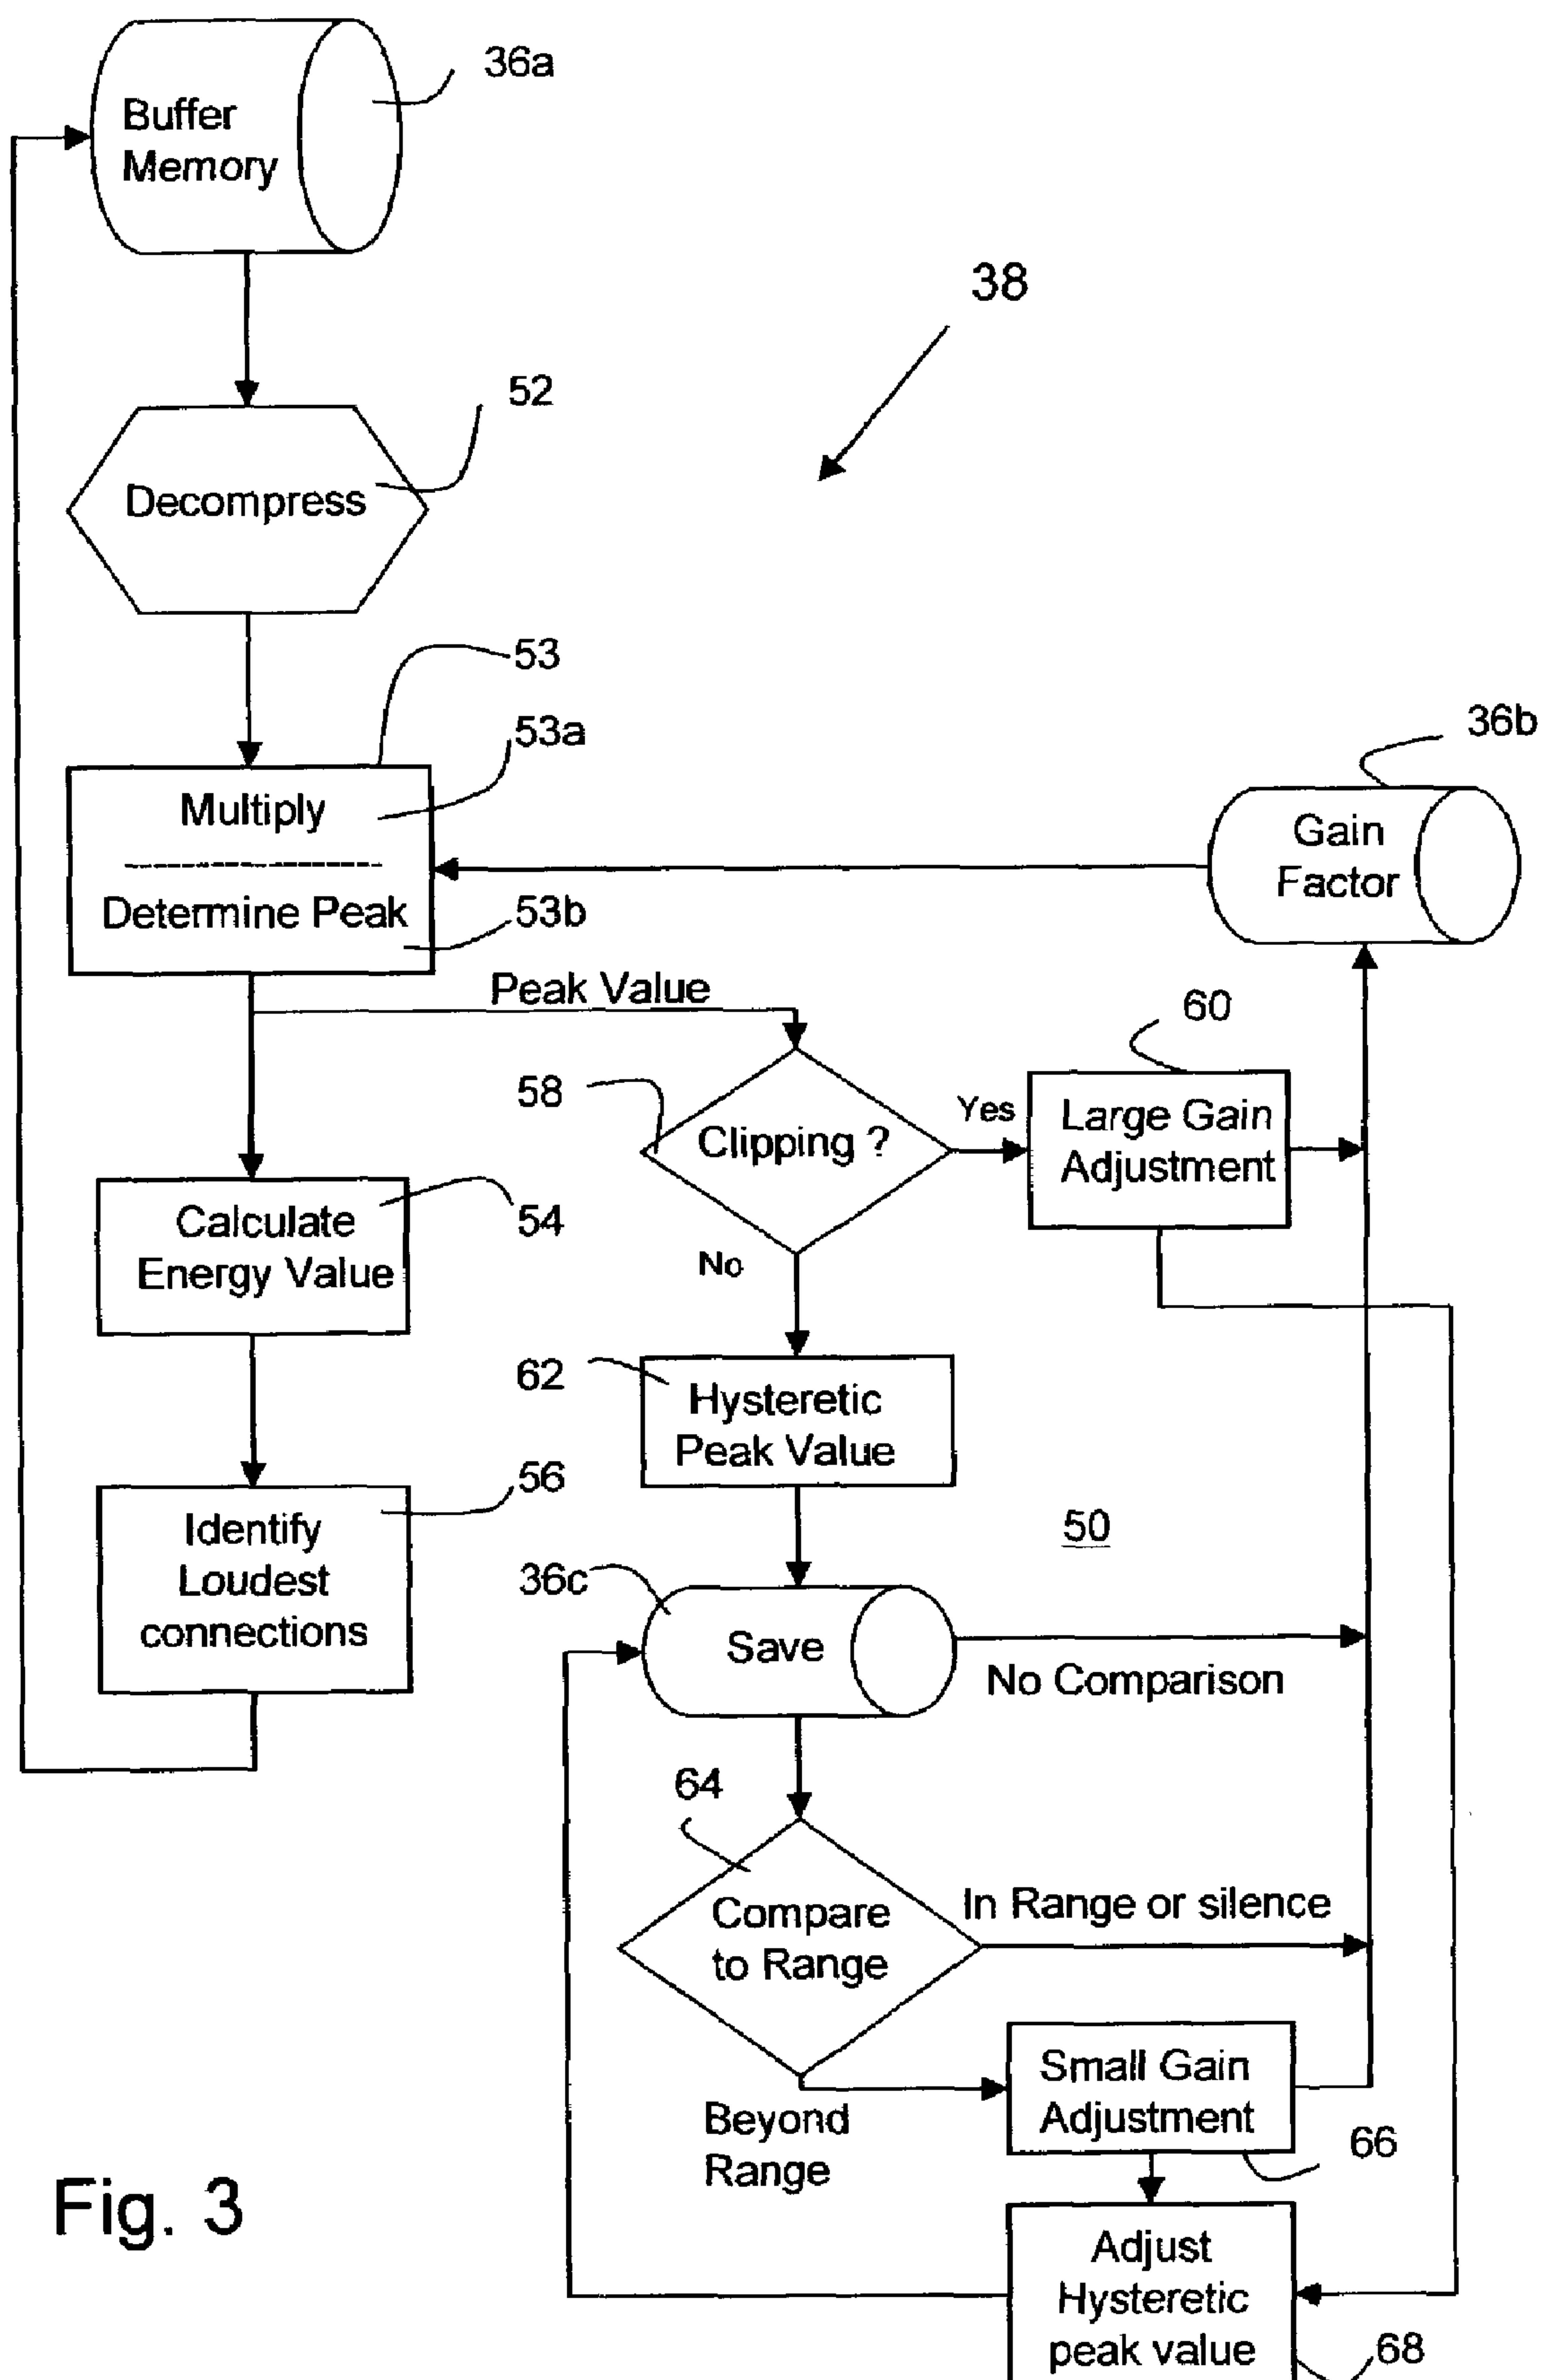 36a
Buffer
Memory
38
52
Decompress
53
53a
Multiply
36b
Gain
Factor
Determine Peak
53b
Peak Value
60
58
Clipping ?
Yes
Large Gain
Adjustment
Calculate
Energy Value
54
No
62
Hysteretic
Peak Value
56
Identify
Loudest
connections
50
36c
Save
No Comparison
64
Compare
to Range
In Range or silence
Small Gain
Adjustment
Beyond
Range
66
Fig. 3
Adjust
Hysteretic
peak value
68